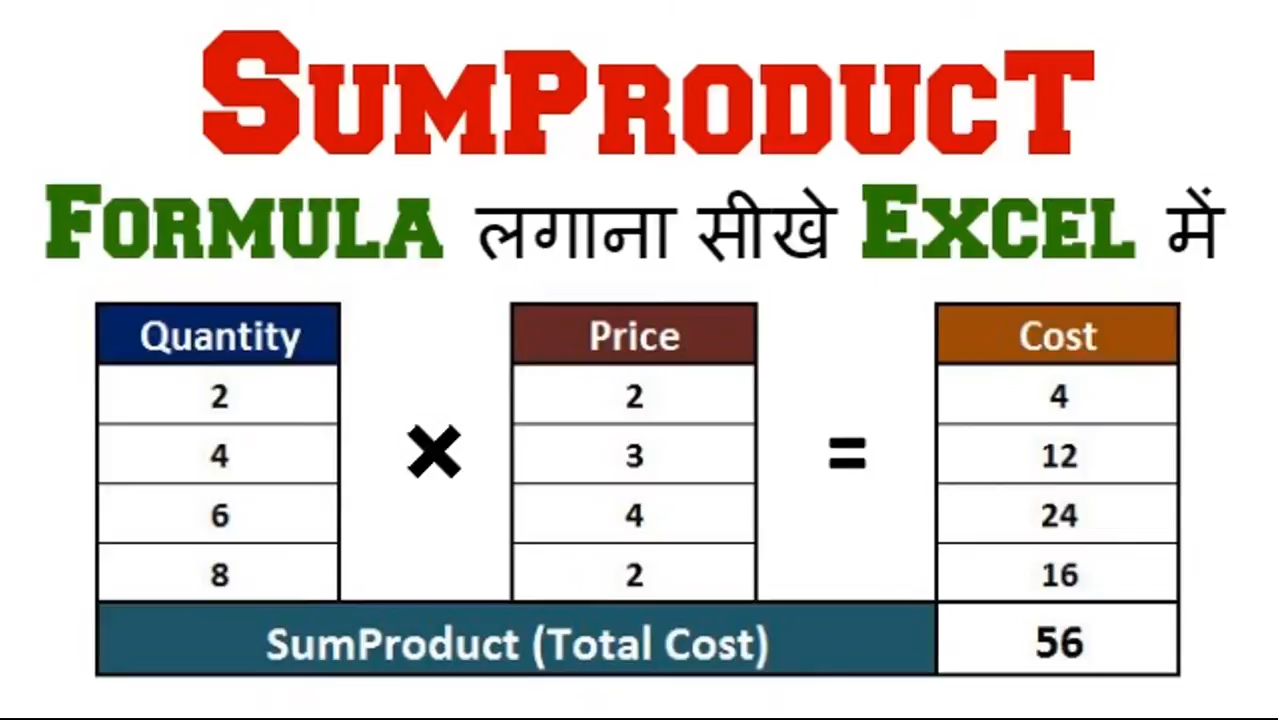 SUMPRODUCT
FORMULA लगाना सीखे EXCEL में
Quantity Price Cost
2 2 4
4 × 3 = 12
6 4 24
8 2 16
SumProduct (Total Cost) 56